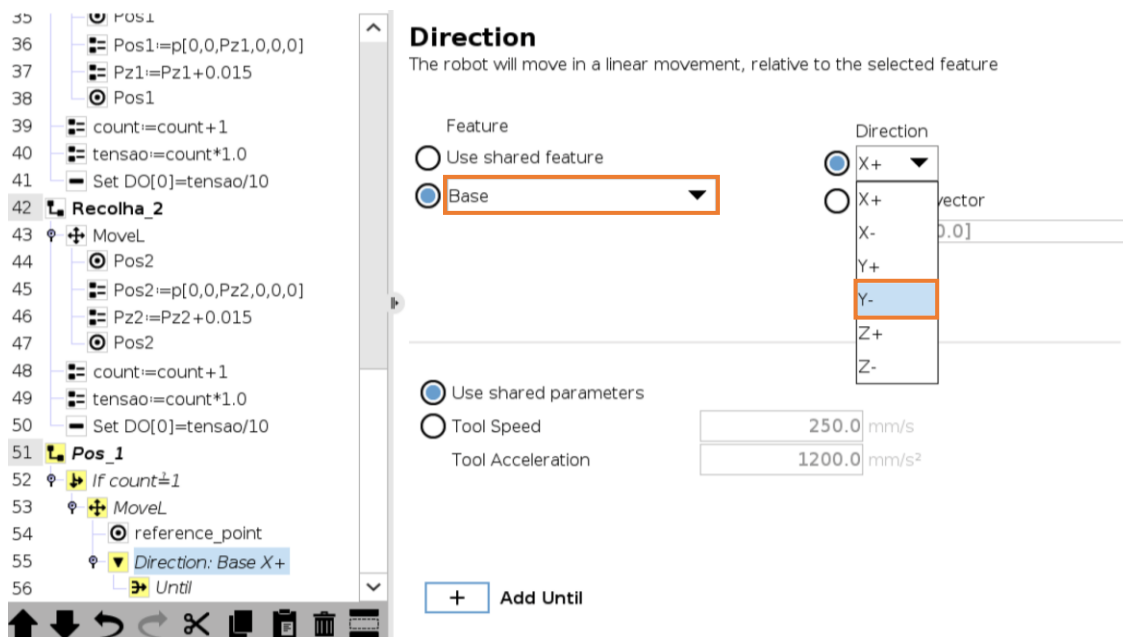 35 Pos1
36 Pos1:=p[0,0,Pz1,0,0,0]
37 Pz1:=Pz1+0.015
38 Pos1
39 count:=count+1
40 tensao:=count*1.0
41 Set DO[0]=tensao/10
42 Recolha_2
43 MoveL
44 Pos2
45 Pos2:=p[0,0,Pz2,0,0,0]
46 Pz2:=Pz2+0.015
47 Pos2
48 count:=count+1
49 tensao:=count*1.0
50 Set DO[0]=tensao/10
51 Pos_1
52 If count≟1
53 MoveL
54 reference_point
55 Direction: Base X+
56 Until
Direction
The robot will move in a linear movement, relative to the selected feature
Feature
Use shared feature
Base
Direction
X+
X+
X-
Y+
Y-
Z+
Z-
vector
0.0]
Use shared parameters
Tool Speed 250.0 mm/s
Tool Acceleration 1200.0 mm/s²
+ Add Until